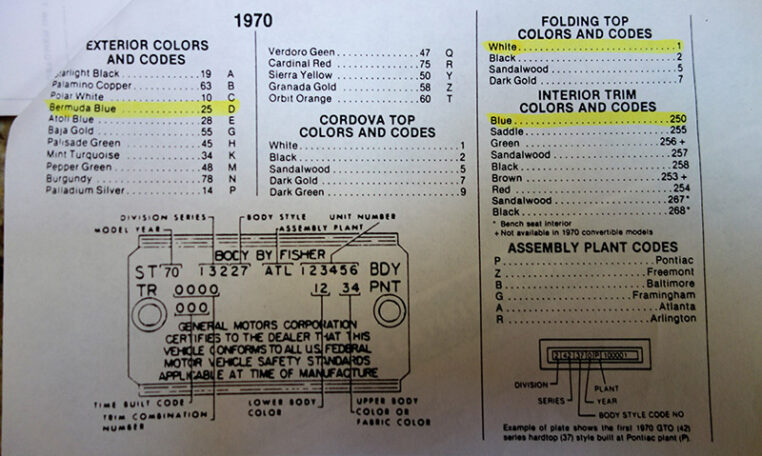 1970
EXTERIOR COLORS
AND CODES
Starlight Black 19 A
Palamino Copper 63 B
Polar White 10 C
Bermuda Blue 25 D
Atoll Blue 28 E
Baja Gold 55 G
Palisade Green 45 H
Mint Turquoise 34 K
Pepper Green 48 M
Burgundy 78 N
Palladium Silver 14 P
Verdoro Geen 47 Q
Cardinal Red 75 R
Sierra Yellow 50 Y
Granada Gold 58 Z
Orbit Orange 60 T
CORDOVA TOP
COLORS AND CODES
White 1
Black 2
Sandalwood 5
Dark Gold 7
Dark Green 9
FOLDING TOP
COLORS AND CODES
White 1
Black 2
Sandalwood 5
Dark Gold 7
INTERIOR TRIM
COLORS AND CODES
Blue 250
Saddle 255
Green 256 +
Sandalwood 257
Black 258
Brown 253 +
Red 254
Sandalwood 267*
Black 268*
* Bench seat interior
+ Not available in 1970 convertible models
ASSEMBLY PLANT CODES
P Pontiac
Z Freemont
B Baltimore
G Framingham
A Atlanta
R Arlington
DIVISION SERIES
BODY STYLE
UNIT NUMBER
MODEL YEAR
ASSEMBLY PLANT
BODY BY FISHER
ST 70 13227 ATL 123456 BDY
TR 0000 12 34 PNT
000
GENERAL MOTORS CORPORATION
CERTIFIES TO THE DEALER THAT THIS
VEHICLE CONFORMS TO ALL U.S. FEDERAL
MOTOR VEHICLE SAFETY STANDARDS
APPLICABLE AT TIME OF MANUFACTURE
TIME BUILT CODE
TRIM COMBINATION
NUMBER
LOWER BODY
COLOR
UPPER BODY
COLOR OR
FABRIC COLOR
242370P100001
DIVISION
SERIES
PLANT
YEAR
BODY STYLE CODE NO
Example of plate shows the first 1970 GTO (42)
series hardtop (37) style built at Pontiac plant (P).